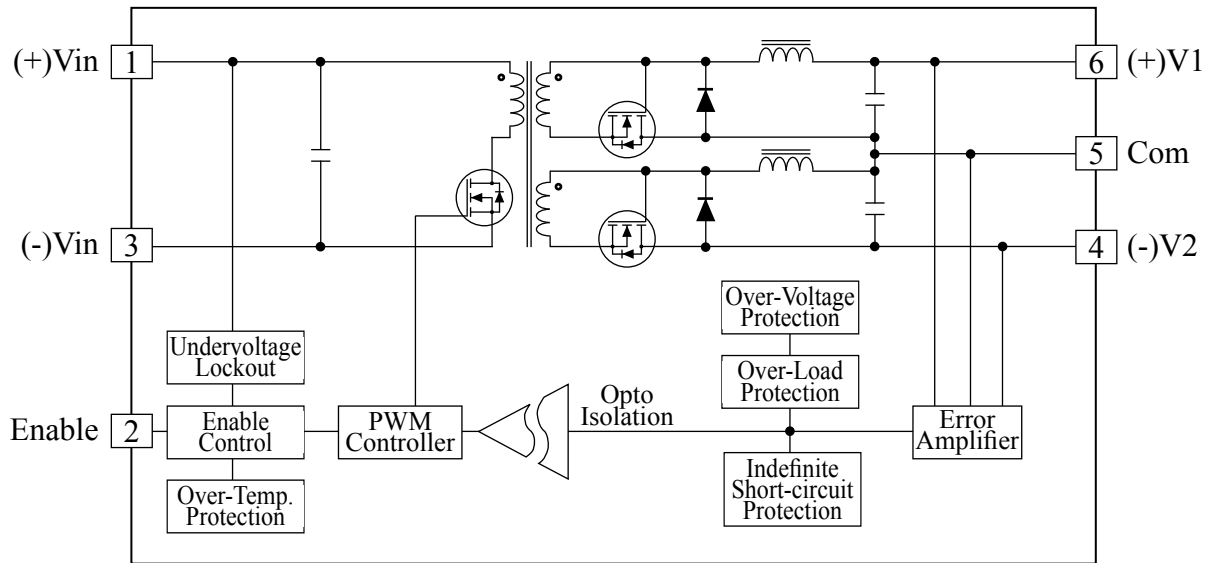 (+)Vin
1
6
(+)V1
5
Com
(-)Vin
3
4
(-)V2
Undervoltage
Lockout
Over-Voltage
Protection
Over-Load
Protection
Opto
Isolation
Enable
2
Enable
Control
PWM
Controller
Error
Amplifier
Over-Temp.
Protection
Indefinite
Short-circuit
Protection